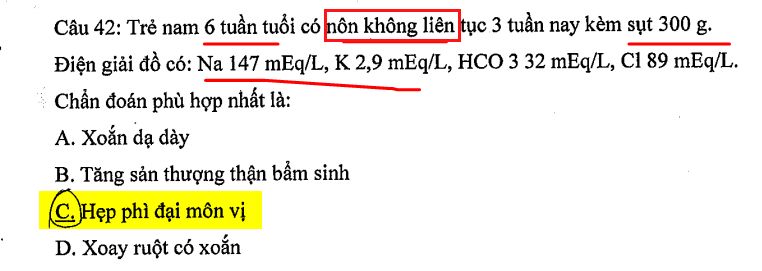 Câu 42: Trẻ nam 6 tuần tuổi có nôn không liên tục 3 tuần nay kèm sụt 300 g.
Điện giải đồ có: Na 147 mEq/L, K 2,9 mEq/L, HCO 3 32 mEq/L, Cl 89 mEq/L.
Chẩn đoán phù hợp nhất là:
A. Xoắn dạ dày
B. Tăng sản thượng thận bẩm sinh
C. Hẹp phì đại môn vị
D. Xoay ruột có xoắn